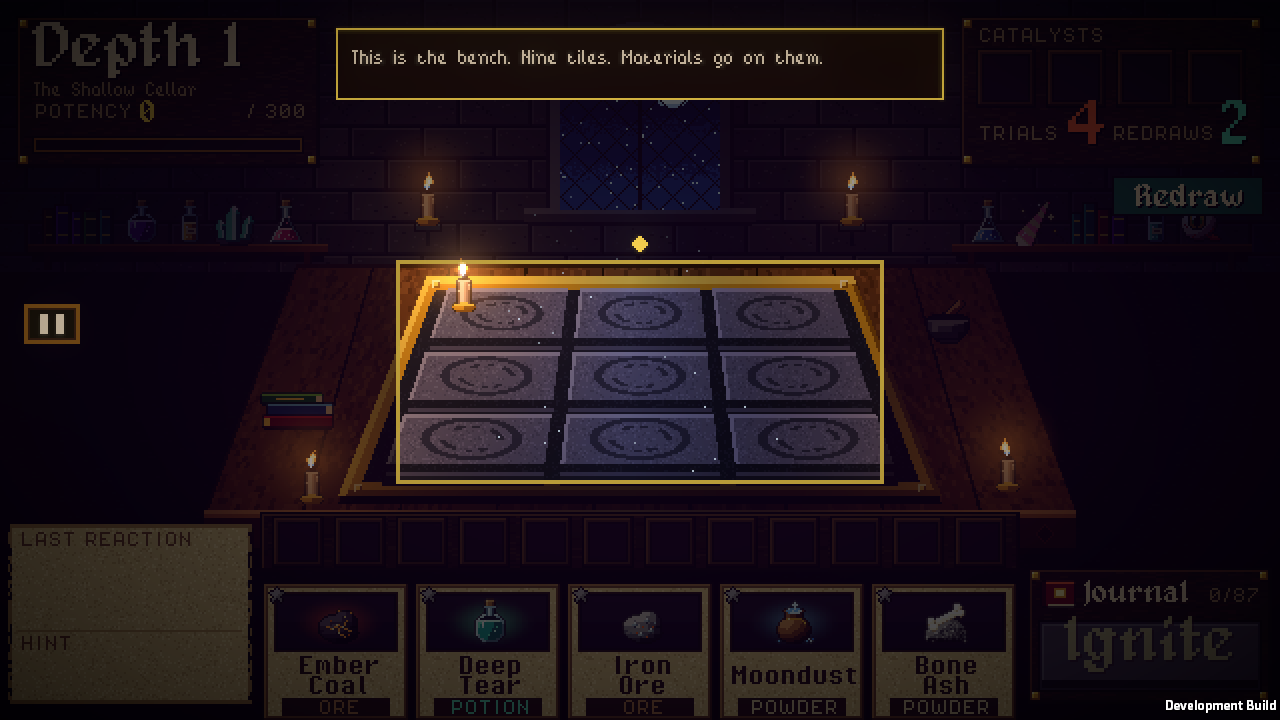 Depth 1
The Shallow Cellar
POTENCY 0 / 300
This is the bench. Nine tiles. Materials go on them.
CATALYSTS
TRIALS 4 REDRAWS 2
Redraw
LAST REACTION
HINT
Ember
Coal
ORE
Deep
Tear
POTION
Iron
Ore
ORE
Moondust
POWDER
Bone
Ash
POWDER
Journal 0/87
Ignite
Development Build